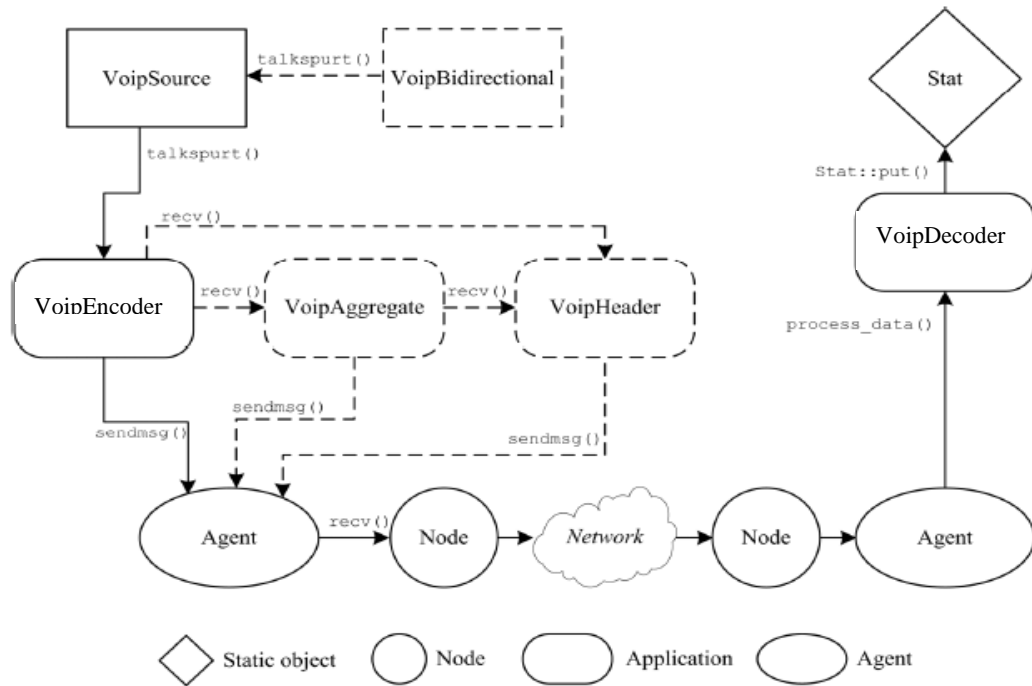 VoipSource
talkspurt()
VoipBidirectional
Stat
talkspurt()
Stat::put()
recv()
VoipDecoder
VoipEncoder
recv()
VoipAggregate
recv()
VoipHeader
process_data()
sendmsg()
sendmsg()
sendmsg()
Agent
recv()
Node
Network
Node
Agent
Static object
Node
Application
Agent